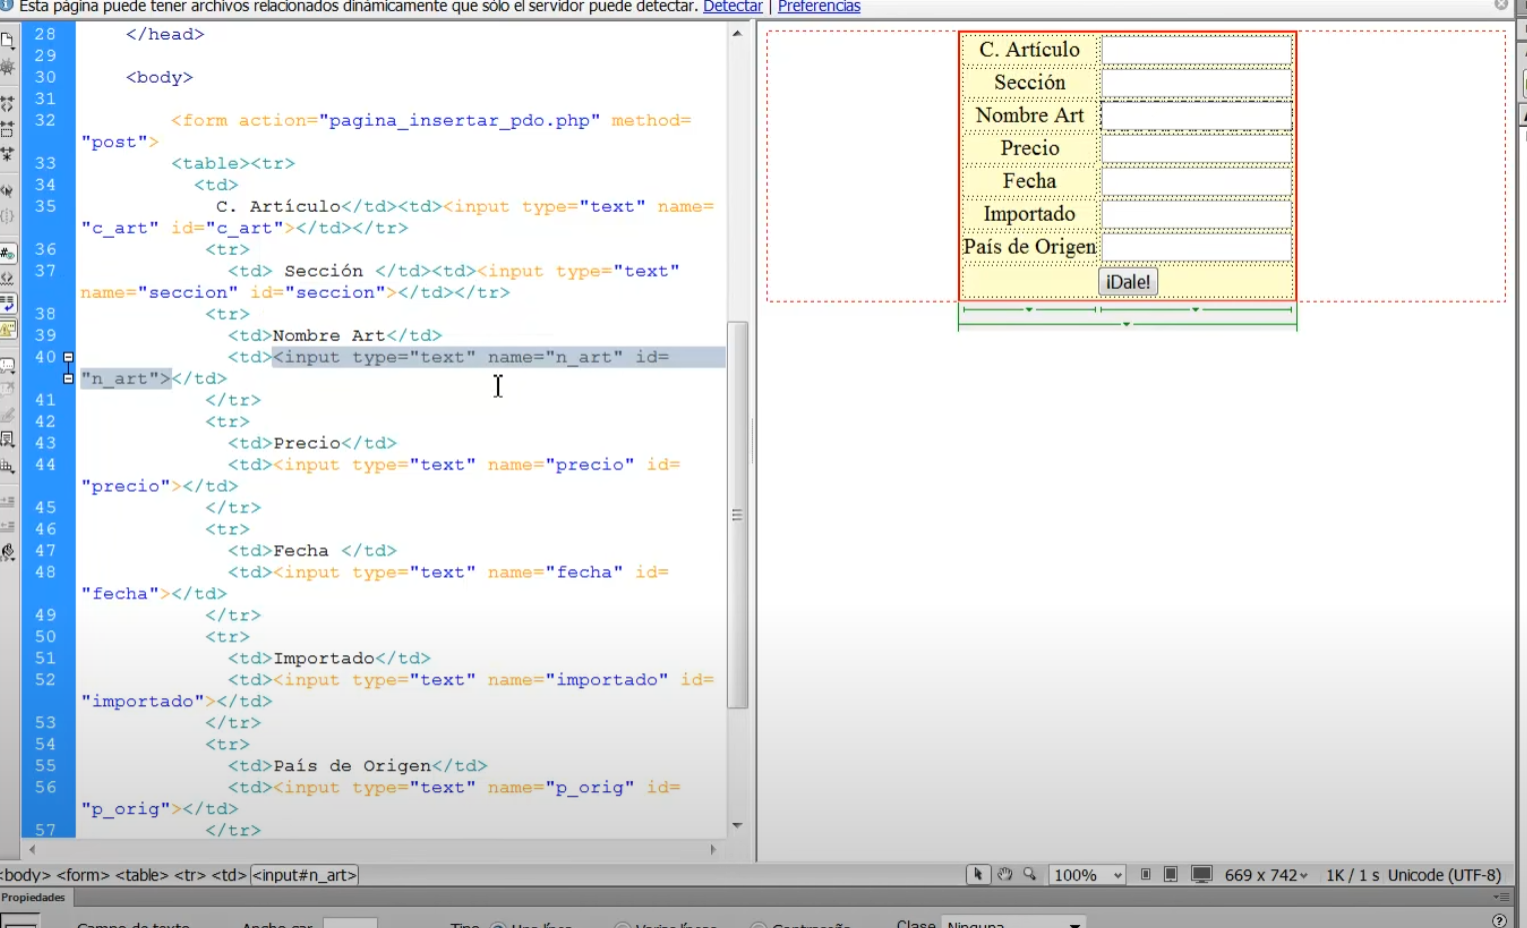 Esta página puede tener archivos relacionados dinámicamente que sólo el servidor puede detectar. Detectar | Preferencias
28 </head>
29
30 <body>
31
32 <form action="pagina_insertar_pdo.php" method=
"post">
33 <table><tr>
34 <td>
35 C. Artículo</td><td><input type="text" name=
"c_art" id="c_art"></td></tr>
36 <tr>
37 <td> Sección </td><td><input type="text"
name="seccion" id="seccion"></td></tr>
38 <tr>
39 <td>Nombre Art</td>
40 <td><input type="text" name="n_art" id=
"n_art"></td>
41 </tr>
42 <tr>
43 <td>Precio</td>
44 <td><input type="text" name="precio" id=
"precio"></td>
45 </tr>
46 <tr>
47 <td>Fecha </td>
48 <td><input type="text" name="fecha" id=
"fecha"></td>
49 </tr>
50 <tr>
51 <td>Importado</td>
52 <td><input type="text" name="importado" id=
"importado"></td>
53 </tr>
54 <tr>
55 <td>País de Origen</td>
56 <td><input type="text" name="p_orig" id=
"p_orig"></td>
57 </tr>
C. Artículo
Sección
Nombre Art
Precio
Fecha
Importado
País de Origen
¡Dale!
<body> <form> <table> <tr> <td> <input#n_art>
100% 669 x 742 1K / 1 s Unicode (UTF-8)
Propiedades
Campo de texto Ancho car Tipo Una línea Varias líneas Contraseña Clase Ninguna